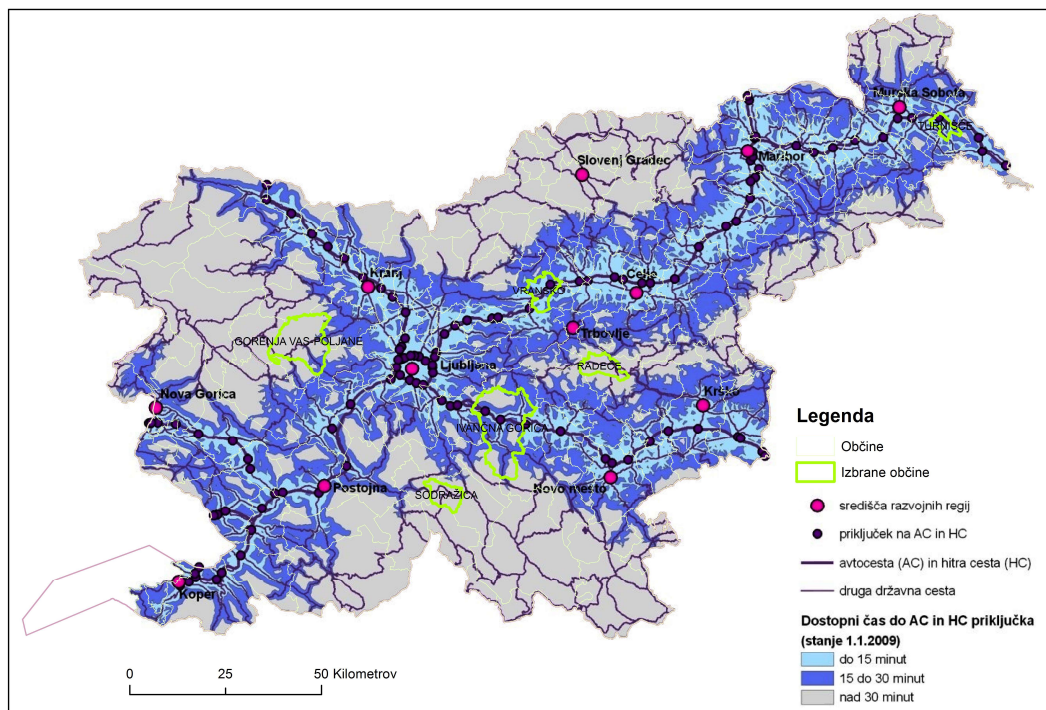 Murska Sobota
TURNIŠČE
Maribor
Slovenj Gradec
Kranj
Celje
VRANSKO
Trbovlje
GORENJA VAS-POLJANE
Ljubljana
RADEČE
Nova Gorica
Krško
IVANČNA GORICA
Postojna
SODRAŽICA
Novo mesto
Koper
Legenda
Občine
Izbrane občine
središča razvojnih regij
priključek na AC in HC
avtocesta (AC) in hitra cesta (HC)
druga državna cesta
Dostopni čas do AC in HC priključka
(stanje 1.1.2009)
do 15 minut
15 do 30 minut
nad 30 minut
0 25 50 Kilometrov